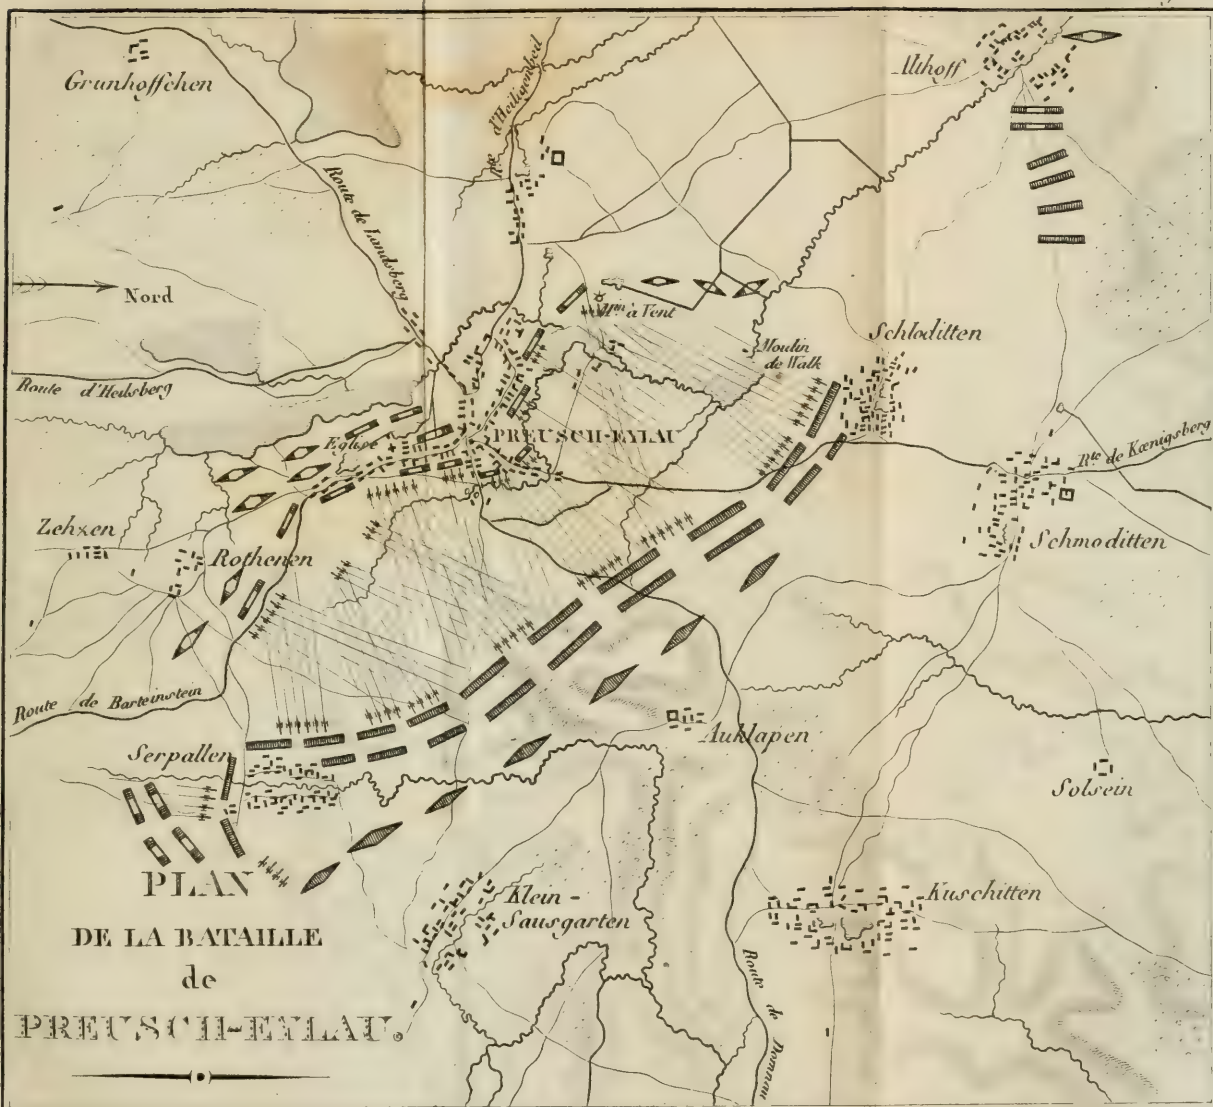 Grunhoffchen
Rte d'Heiligenbeil
Althoff
Route de Landsberg
Nord
Min à Vent
Schloditten
Moulin
de Walk
Route d'Heilsberg
Eglise
PREUSCH-EYLAU
Rte de Kœnigsberg
Zehxen
Rothenen
Schmoditten
Route de Barteinstein
Serpallen
Auklapen
Solsein
PLAN
DE LA BATAILLE
de
PREUSCH-EYLAU.
Klein-
Sausgarten
Kuschitten
Route de Domnau